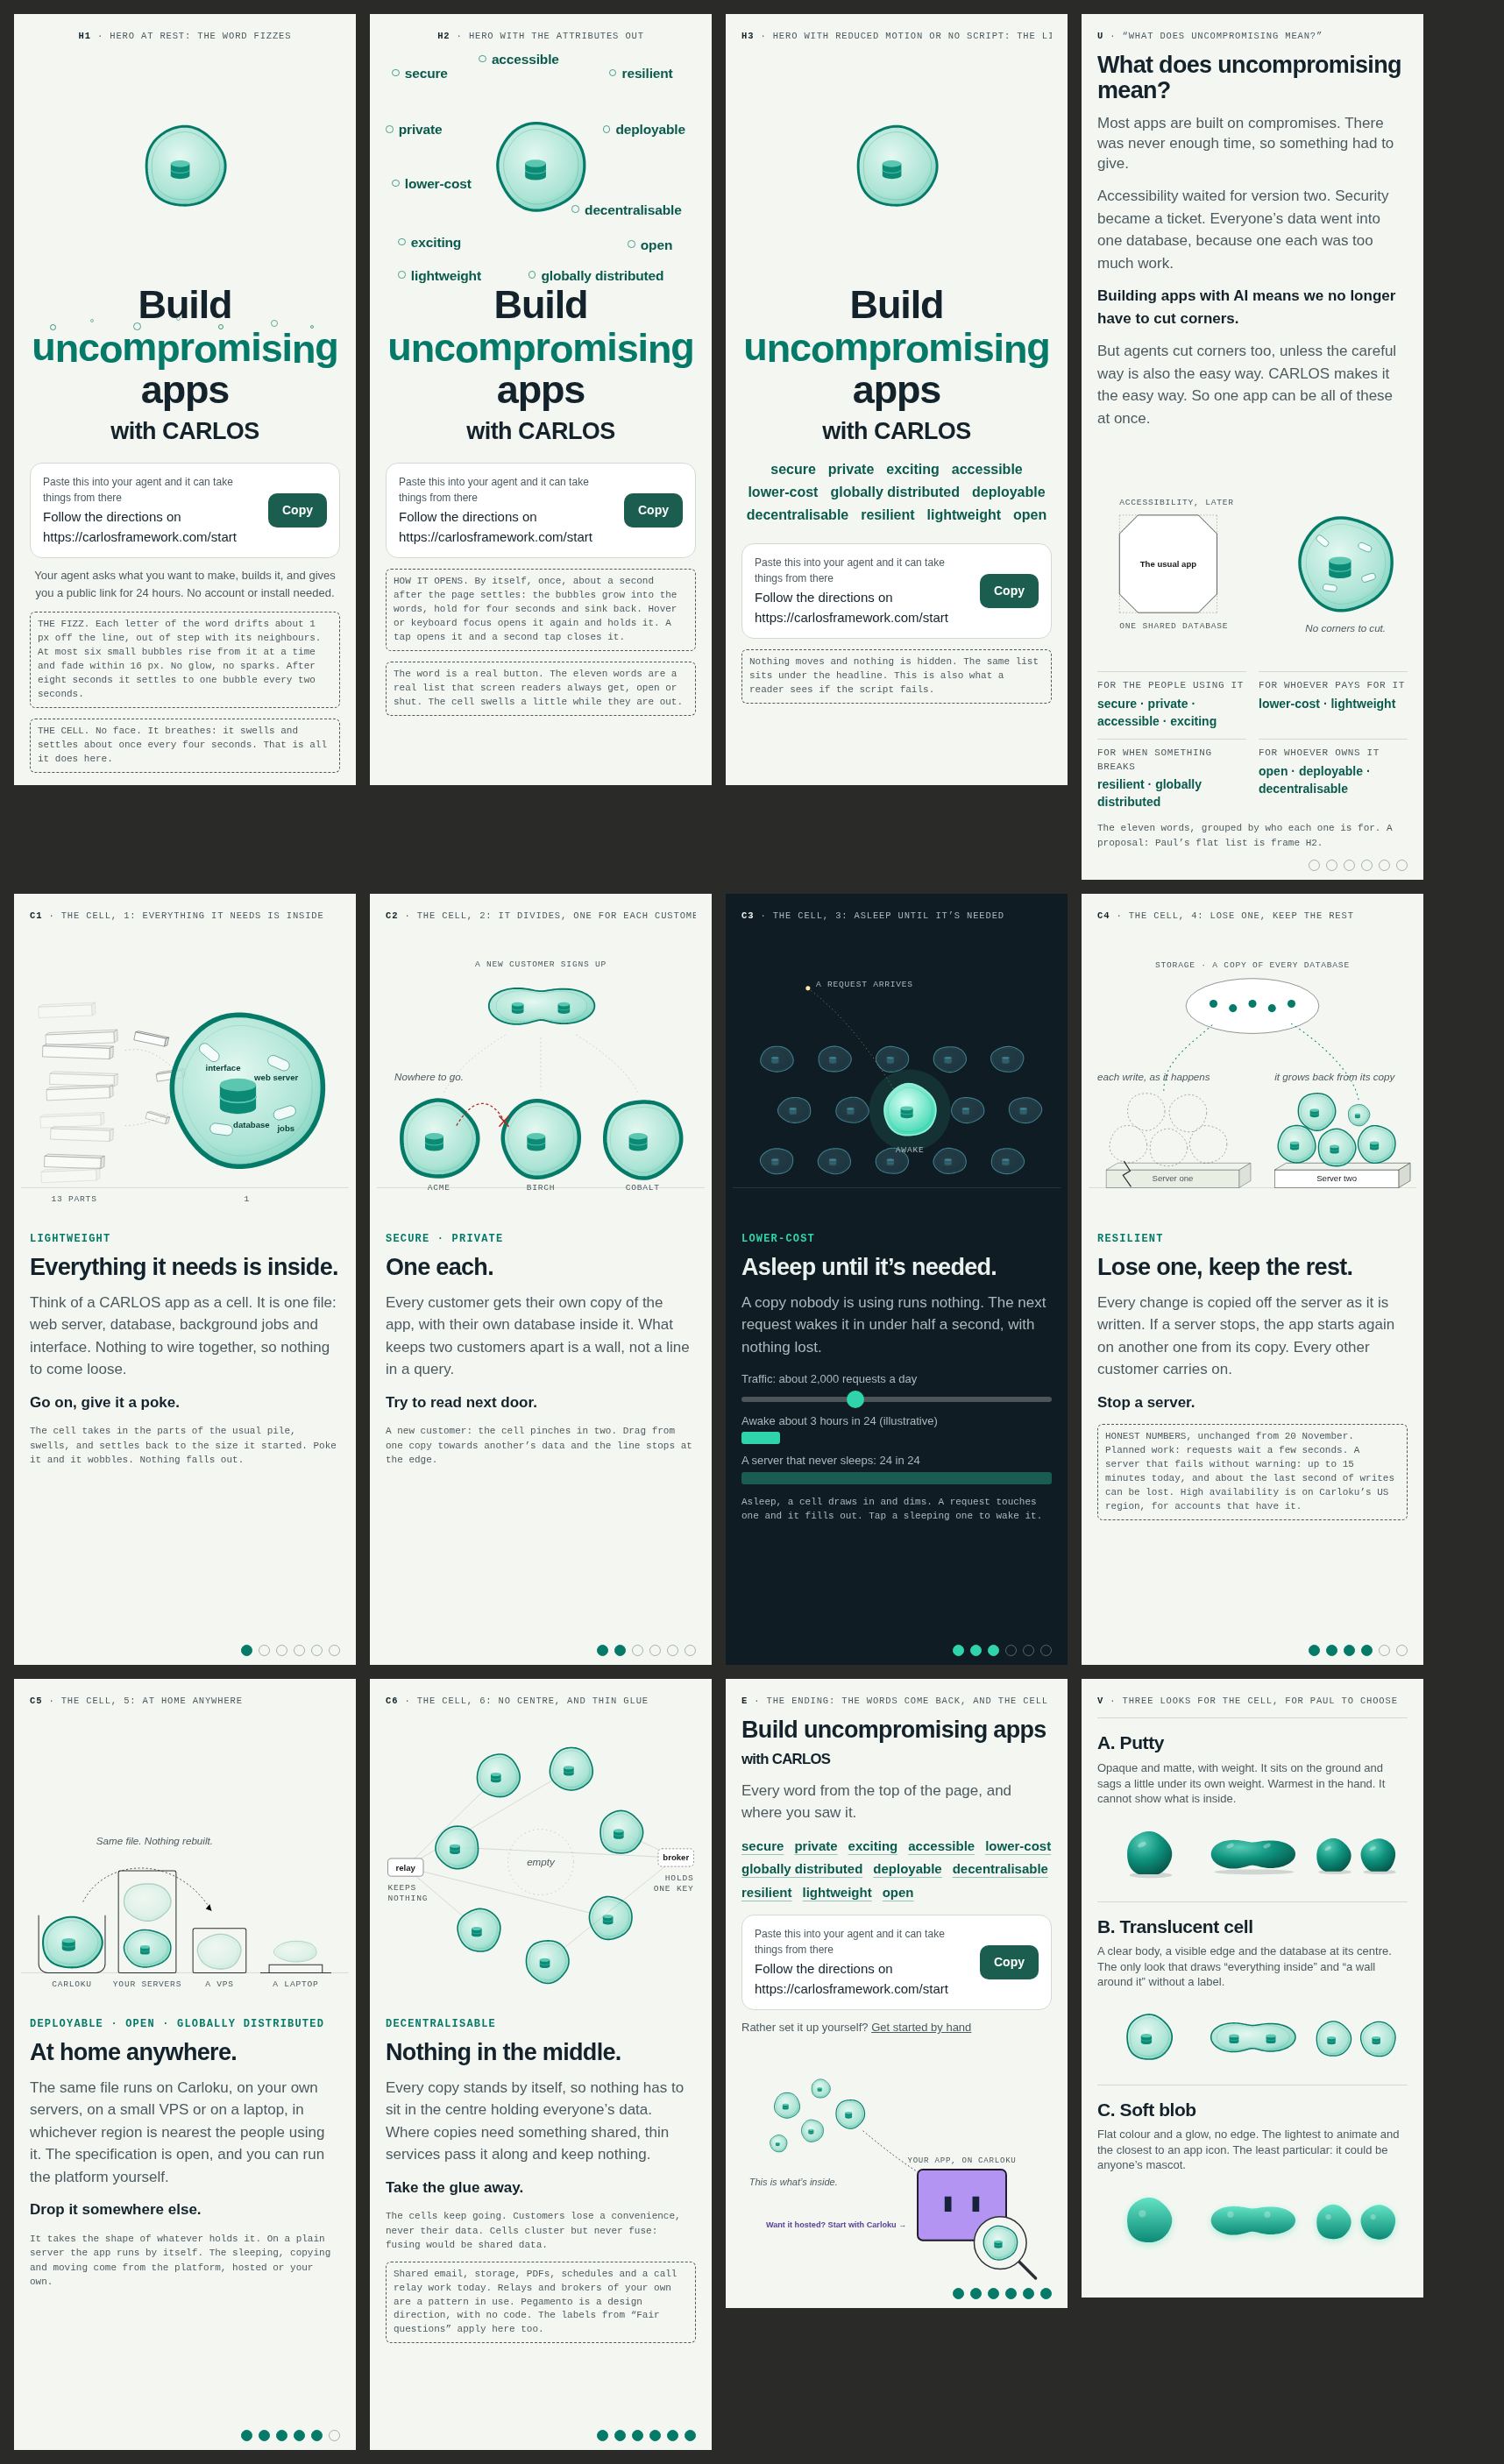 H1 · HERO AT REST: THE WORD FIZZES
Build
uncompromising
apps
with CARLOS
Paste this into your agent and it can take
things from there
Follow the directions on
https://carlosframework.com/start
Copy
Your agent asks what you want to make, builds it, and gives
you a public link for 24 hours. No account or install needed.
THE FIZZ. Each letter of the word drifts about 1
px off the line, out of step with its neighbours.
At most six small bubbles rise from it at a time
and fade within 16 px. No glow, no sparks. After
eight seconds it settles to one bubble every two
seconds.
THE CELL. No face. It breathes: it swells and
settles about once every four seconds. That is all
it does here.
H2 · HERO WITH THE ATTRIBUTES OUT
accessible
secure
resilient
private
deployable
lower-cost
decentralisable
exciting
open
lightweight
globally distributed
Build
uncompromising
apps
with CARLOS
Paste this into your agent and it can take
things from there
Follow the directions on
https://carlosframework.com/start
Copy
HOW IT OPENS. By itself, once, about a second
after the page settles: the bubbles grow into the
words, hold for four seconds and sink back. Hover
or keyboard focus opens it again and holds it. A
tap opens it and a second tap closes it.
The word is a real button. The eleven words are a
real list that screen readers always get, open or
shut. The cell swells a little while they are out.
H3 · HERO WITH REDUCED MOTION OR NO SCRIPT: THE LI
Build
uncompromising
apps
with CARLOS
secure private exciting accessible
lower-cost globally distributed deployable
decentralisable resilient lightweight open
Paste this into your agent and it can take
things from there
Follow the directions on
https://carlosframework.com/start
Copy
Nothing moves and nothing is hidden. The same list
sits under the headline. This is also what a
reader sees if the script fails.
U · “WHAT DOES UNCOMPROMISING MEAN?”
What does uncompromising
mean?
Most apps are built on compromises. There
was never enough time, so something had to
give.
Accessibility waited for version two. Security
became a ticket. Everyone’s data went into
one database, because one each was too
much work.
Building apps with AI means we no longer
have to cut corners.
But agents cut corners too, unless the careful
way is also the easy way. CARLOS makes it
the easy way. So one app can be all of these
at once.
ACCESSIBILITY, LATER
The usual app
ONE SHARED DATABASE
No corners to cut.
FOR THE PEOPLE USING IT
secure · private ·
accessible · exciting
FOR WHOEVER PAYS FOR IT
lower-cost · lightweight
FOR WHEN SOMETHING
BREAKS
resilient · globally
distributed
FOR WHOEVER OWNS IT
open · deployable ·
decentralisable
The eleven words, grouped by who each one is for. A
proposal: Paul’s flat list is frame H2.
C1 · THE CELL, 1: EVERYTHING IT NEEDS IS INSIDE
interface
web server
database
jobs
13 PARTS
1
LIGHTWEIGHT
Everything it needs is inside.
Think of a CARLOS app as a cell. It is one file:
web server, database, background jobs and
interface. Nothing to wire together, so nothing
to come loose.
Go on, give it a poke.
The cell takes in the parts of the usual pile,
swells, and settles back to the size it started. Poke
it and it wobbles. Nothing falls out.
C2 · THE CELL, 2: IT DIVIDES, ONE FOR EACH CUSTOME
A NEW CUSTOMER SIGNS UP
Nowhere to go.
ACME
BIRCH
COBALT
SECURE · PRIVATE
One each.
Every customer gets their own copy of the
app, with their own database inside it. What
keeps two customers apart is a wall, not a line
in a query.
Try to read next door.
A new customer: the cell pinches in two. Drag from
one copy towards another’s data and the line stops at
the edge.
C3 · THE CELL, 3: ASLEEP UNTIL IT’S NEEDED
A REQUEST ARRIVES
AWAKE
LOWER-COST
Asleep until it’s needed.
A copy nobody is using runs nothing. The next
request wakes it in under half a second, with
nothing lost.
Traffic: about 2,000 requests a day
Awake about 3 hours in 24 (illustrative)
A server that never sleeps: 24 in 24
Asleep, a cell draws in and dims. A request touches
one and it fills out. Tap a sleeping one to wake it.
C4 · THE CELL, 4: LOSE ONE, KEEP THE REST
STORAGE · A COPY OF EVERY DATABASE
each write, as it happens
it grows back from its copy
Server one
Server two
RESILIENT
Lose one, keep the rest.
Every change is copied off the server as it is
written. If a server stops, the app starts again
on another one from its copy. Every other
customer carries on.
Stop a server.
HONEST NUMBERS, unchanged from 20 November.
Planned work: requests wait a few seconds. A
server that fails without warning: up to 15
minutes today, and about the last second of writes
can be lost. High availability is on Carloku’s US
region, for accounts that have it.
C5 · THE CELL, 5: AT HOME ANYWHERE
Same file. Nothing rebuilt.
CARLOKU
YOUR SERVERS
A VPS
A LAPTOP
DEPLOYABLE · OPEN · GLOBALLY DISTRIBUTED
At home anywhere.
The same file runs on Carloku, on your own
servers, on a small VPS or on a laptop, in
whichever region is nearest the people using
it. The specification is open, and you can run
the platform yourself.
Drop it somewhere else.
It takes the shape of whatever holds it. On a plain
server the app runs by itself. The sleeping, copying
and moving come from the platform, hosted or your
own.
C6 · THE CELL, 6: NO CENTRE, AND THIN GLUE
relay
KEEPS
NOTHING
empty
broker
HOLDS
ONE KEY
DECENTRALISABLE
Nothing in the middle.
Every copy stands by itself, so nothing has to
sit in the centre holding everyone’s data.
Where copies need something shared, thin
services pass it along and keep nothing.
Take the glue away.
The cells keep going. Customers lose a convenience,
never their data. Cells cluster but never fuse:
fusing would be shared data.
Shared email, storage, PDFs, schedules and a call
relay work today. Relays and brokers of your own
are a pattern in use. Pegamento is a design
direction, with no code. The labels from “Fair
questions” apply here too.
E · THE ENDING: THE WORDS COME BACK, AND THE CELL
Build uncompromising apps
with CARLOS
Every word from the top of the page, and
where you saw it.
secure private exciting accessible lower-cost
globally distributed deployable decentralisable
resilient lightweight open
Paste this into your agent and it can take
things from there
Follow the directions on
https://carlosframework.com/start
Copy
Rather set it up yourself? Get started by hand
YOUR APP, ON CARLOKU
This is what’s inside.
Want it hosted? Start with Carloku →
V · THREE LOOKS FOR THE CELL, FOR PAUL TO CHOOSE
A. Putty
Opaque and matte, with weight. It sits on the ground and
sags a little under its own weight. Warmest in the hand. It
cannot show what is inside.
B. Translucent cell
A clear body, a visible edge and the database at its centre.
The only look that draws “everything inside” and “a wall
around it” without a label.
C. Soft blob
Flat colour and a glow, no edge. The lightest to animate and
the closest to an app icon. The least particular: it could be
anyone’s mascot.